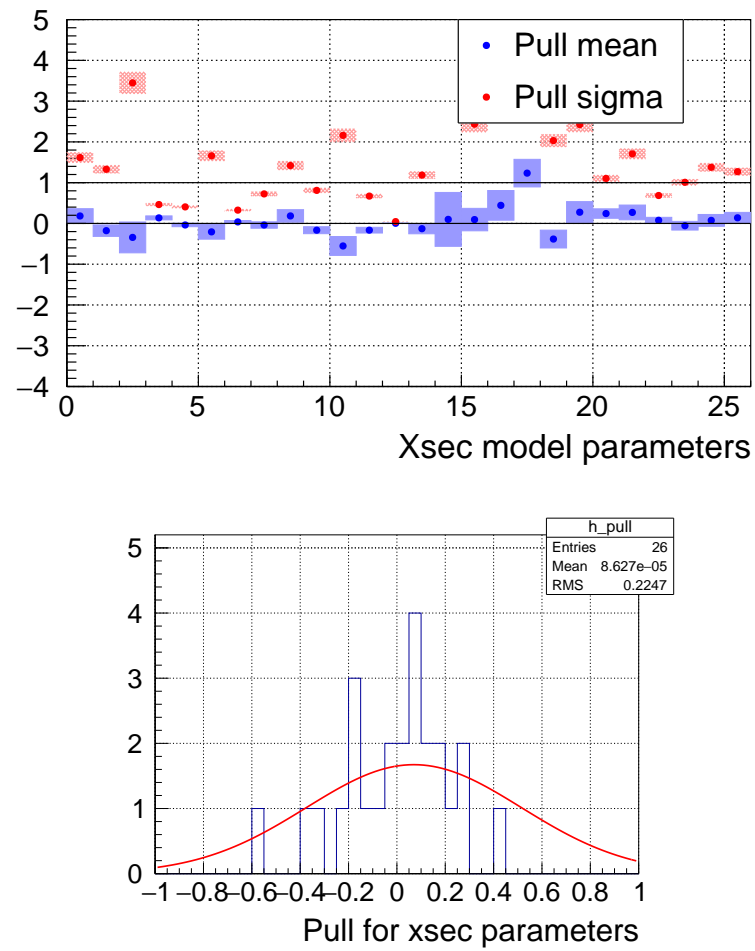 5
Pull mean
4
Pull sigma
3
2
1
0
−1
−2
−3
−4
0 5 10 15 20 25
Xsec model parameters
h_pull
Entries 26
Mean 8.627e−05
RMS 0.2247
5
4
3
2
1
0
−1 −0.8 −0.6 −0.4 −0.2 0 0.2 0.4 0.6 0.8 1
Pull for xsec parameters